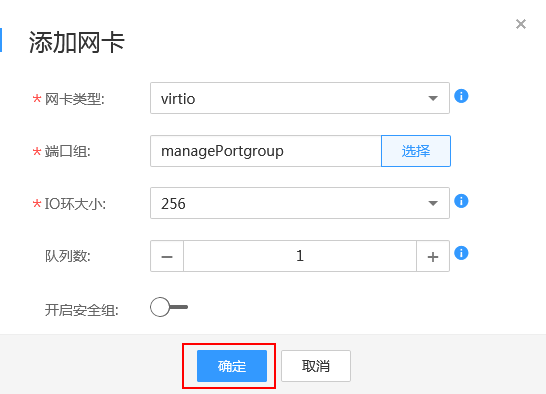 添加网卡
* 网卡类型: virtio
* 端口组: managePortgroup 选择
* IO环大小: 256
队列数: − 1 +
开启安全组:
确定 取消